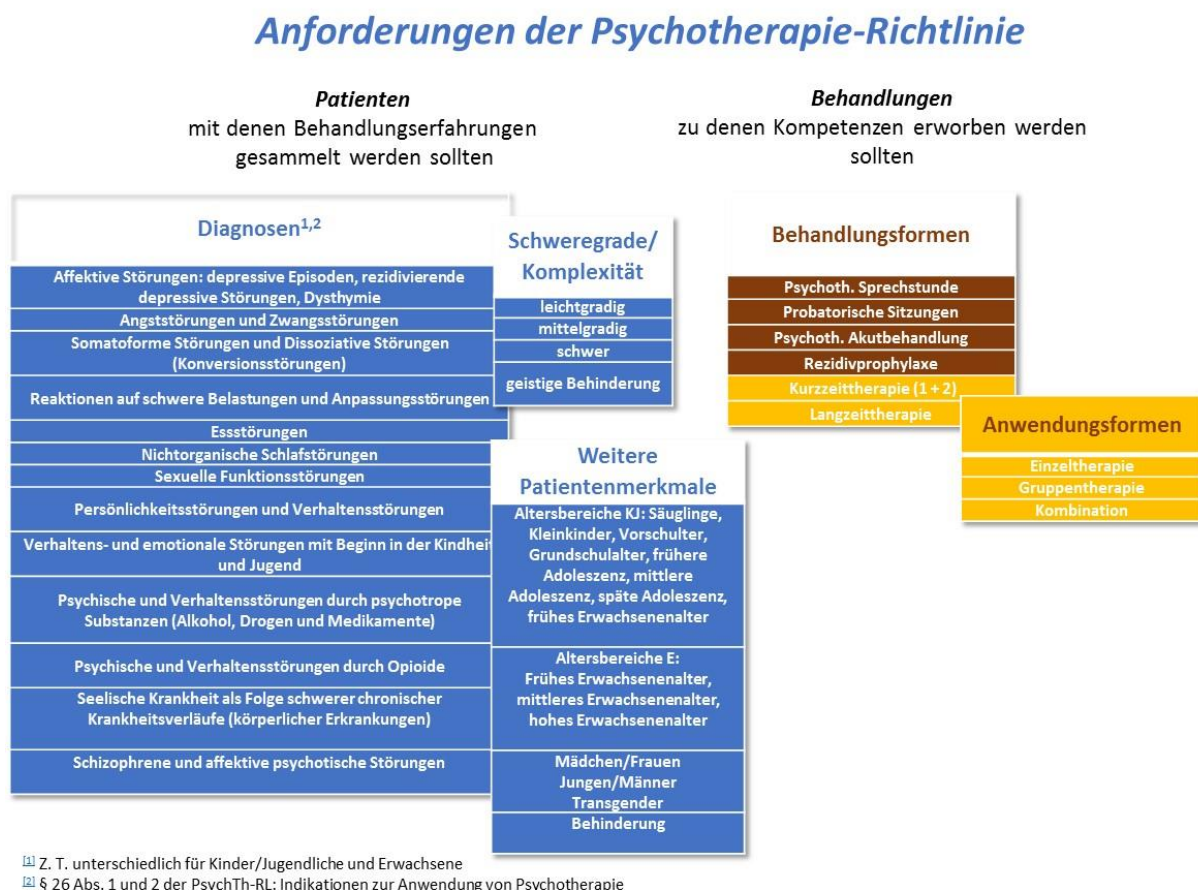 Anforderungen der Psychotherapie-Richtlinie
Patienten
mit denen Behandlungserfahrungen
gesammelt werden sollten
Behandlungen
zu denen Kompetenzen erworben werden
sollten
Diagnosen1,2
Affektive Störungen: depressive Episoden, rezidivierende
depressive Störungen, Dysthymie
Angststörungen und Zwangsstörungen
Somatoforme Störungen und Dissoziative Störungen
(Konversionsstörungen)
Reaktionen auf schwere Belastungen und Anpassungsstörungen
Essstörungen
Nichtorganische Schlafstörungen
Sexuelle Funktionsstörungen
Persönlichkeitsstörungen und Verhaltensstörungen
Verhaltens- und emotionale Störungen mit Beginn in der Kindheit
und Jugend
Psychische und Verhaltensstörungen durch psychotrope
Substanzen (Alkohol, Drogen und Medikamente)
Psychische und Verhaltensstörungen durch Opioide
Seelische Krankheit als Folge schwerer chronischer
Krankheitsverläufe (körperlicher Erkrankungen)
Schizophrene und affektive psychotische Störungen
Schweregrade/
Komplexität
leichtgradig
mittelgradig
schwer
geistige Behinderung
Weitere
Patientenmerkmale
Altersbereiche KJ: Säuglinge,
Kleinkinder, Vorschulter,
Grundschulalter, frühere
Adoleszenz, mittlere
Adoleszenz, späte Adoleszenz,
frühes Erwachsenenalter
Altersbereiche E:
Frühes Erwachsenenalter,
mittleres Erwachsenenalter,
hohes Erwachsenenalter
Mädchen/Frauen
Jungen/Männer
Transgender
Behinderung
Behandlungsformen
Psychoth. Sprechstunde
Probatorische Sitzungen
Psychoth. Akutbehandlung
Rezidivprophylaxe
Kurzzeittherapie (1 + 2)
Langzeittherapie
Anwendungsformen
Einzeltherapie
Gruppentherapie
Kombination
[1] Z. T. unterschiedlich für Kinder/Jugendliche und Erwachsene
[2] § 26 Abs. 1 und 2 der PsychTh-RL: Indikationen zur Anwendung von Psychotherapie